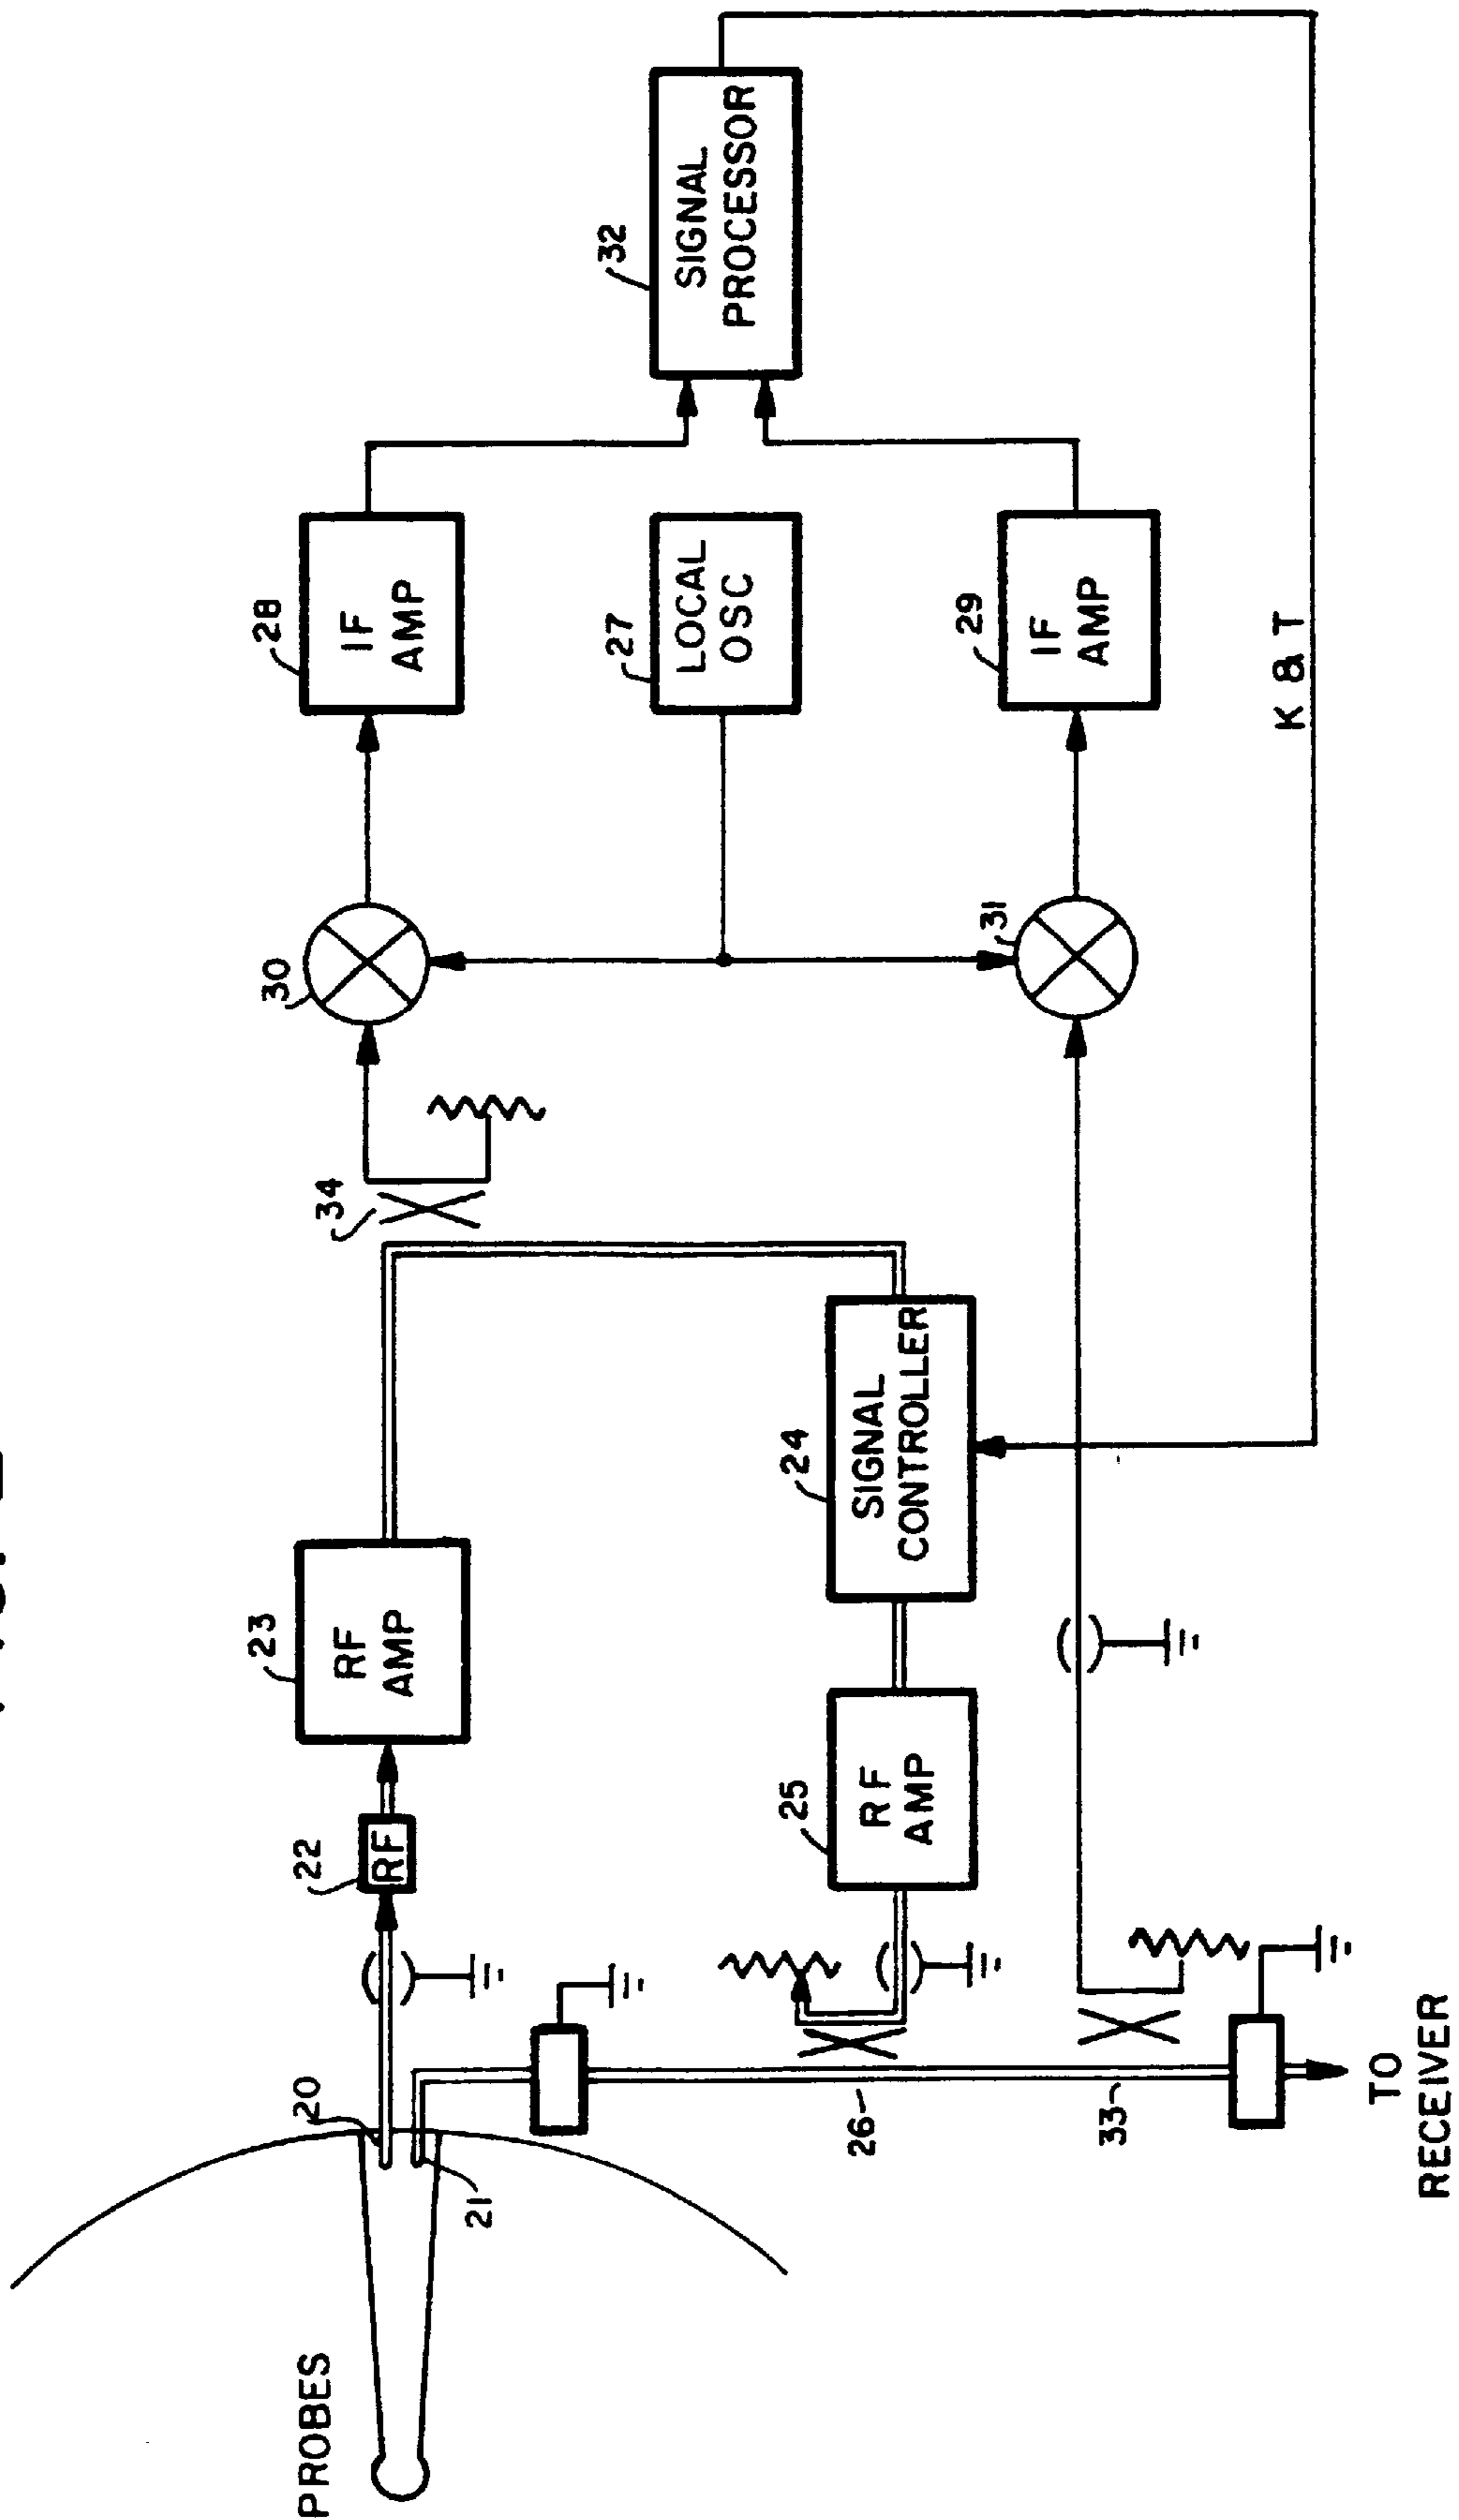 PROBES
20
21
22
RF
23
RF
AMP
34
30
28
IF
AMP
27
LOCAL
OSC
32
SIGNAL
PROCESSOR
26
25
RF
AMP
24
SIGNAL
CONTROLLER
31
29
IF
AMP
33
TO
RECEIVER
K & T